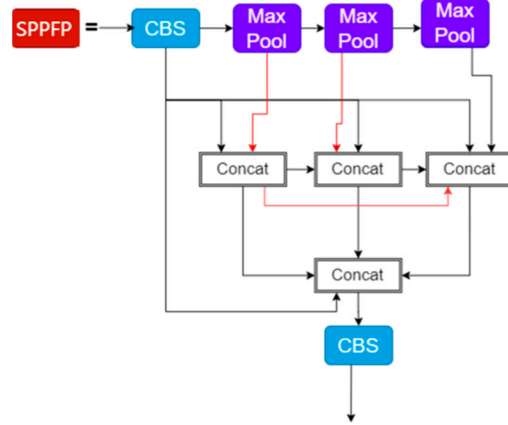 SPPFP = CBS Max Pool Max Pool Max Pool
Concat Concat Concat
Concat
CBS